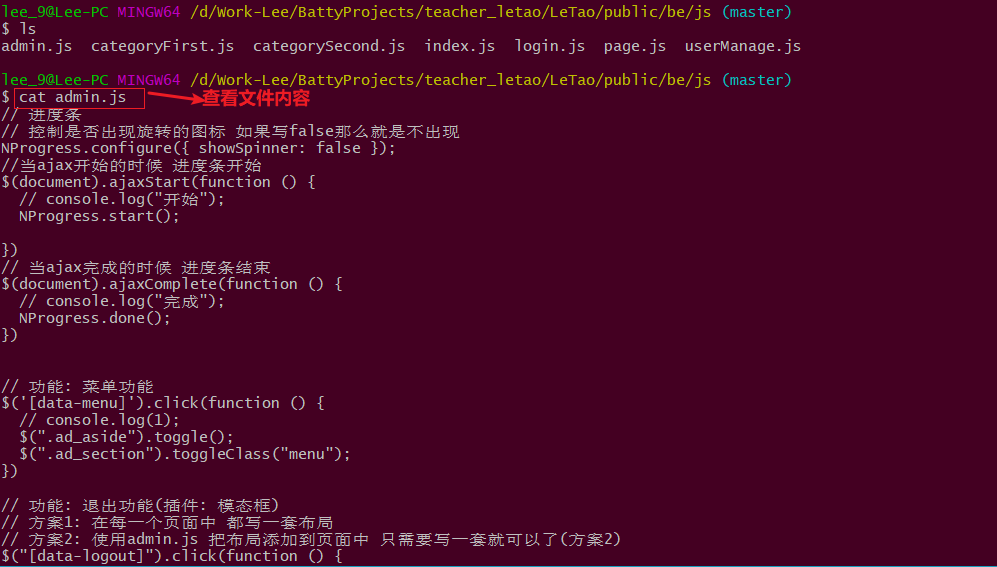 lee_9@Lee-PC MINGW64 /d/Work-Lee/BattyProjects/teacher_letao/LeTao/public/be/js (master)
$ ls
admin.js  categoryFirst.js  categorySecond.js  index.js  login.js  page.js  userManage.js
lee_9@Lee-PC MINGW64 /d/Work-Lee/BattyProjects/teacher_letao/LeTao/public/be/js (master)
$ cat admin.js 查看文件内容
// 进度条
// 控制是否出现旋转的图标 如果写false那么就是不出现
NProgress.configure({ showSpinner: false });
//当ajax开始的时候 进度条开始
$(document).ajaxStart(function () {
  // console.log("开始");
  NProgress.start();
})
// 当ajax完成的时候 进度条结束
$(document).ajaxComplete(function () {
  // console.log("完成");
  NProgress.done();
})
// 功能: 菜单功能
$('[data-menu]').click(function () {
  // console.log(1);
  $(".ad_aside").toggle();
  $(".ad_section").toggleClass("menu");
})
// 功能: 退出功能(插件: 模态框)
// 方案1: 在每一个页面中 都写一套布局
// 方案2: 使用admin.js 把布局添加到页面中 只需要写一套就可以了(方案2)
$("[data-logout]").click(function () {